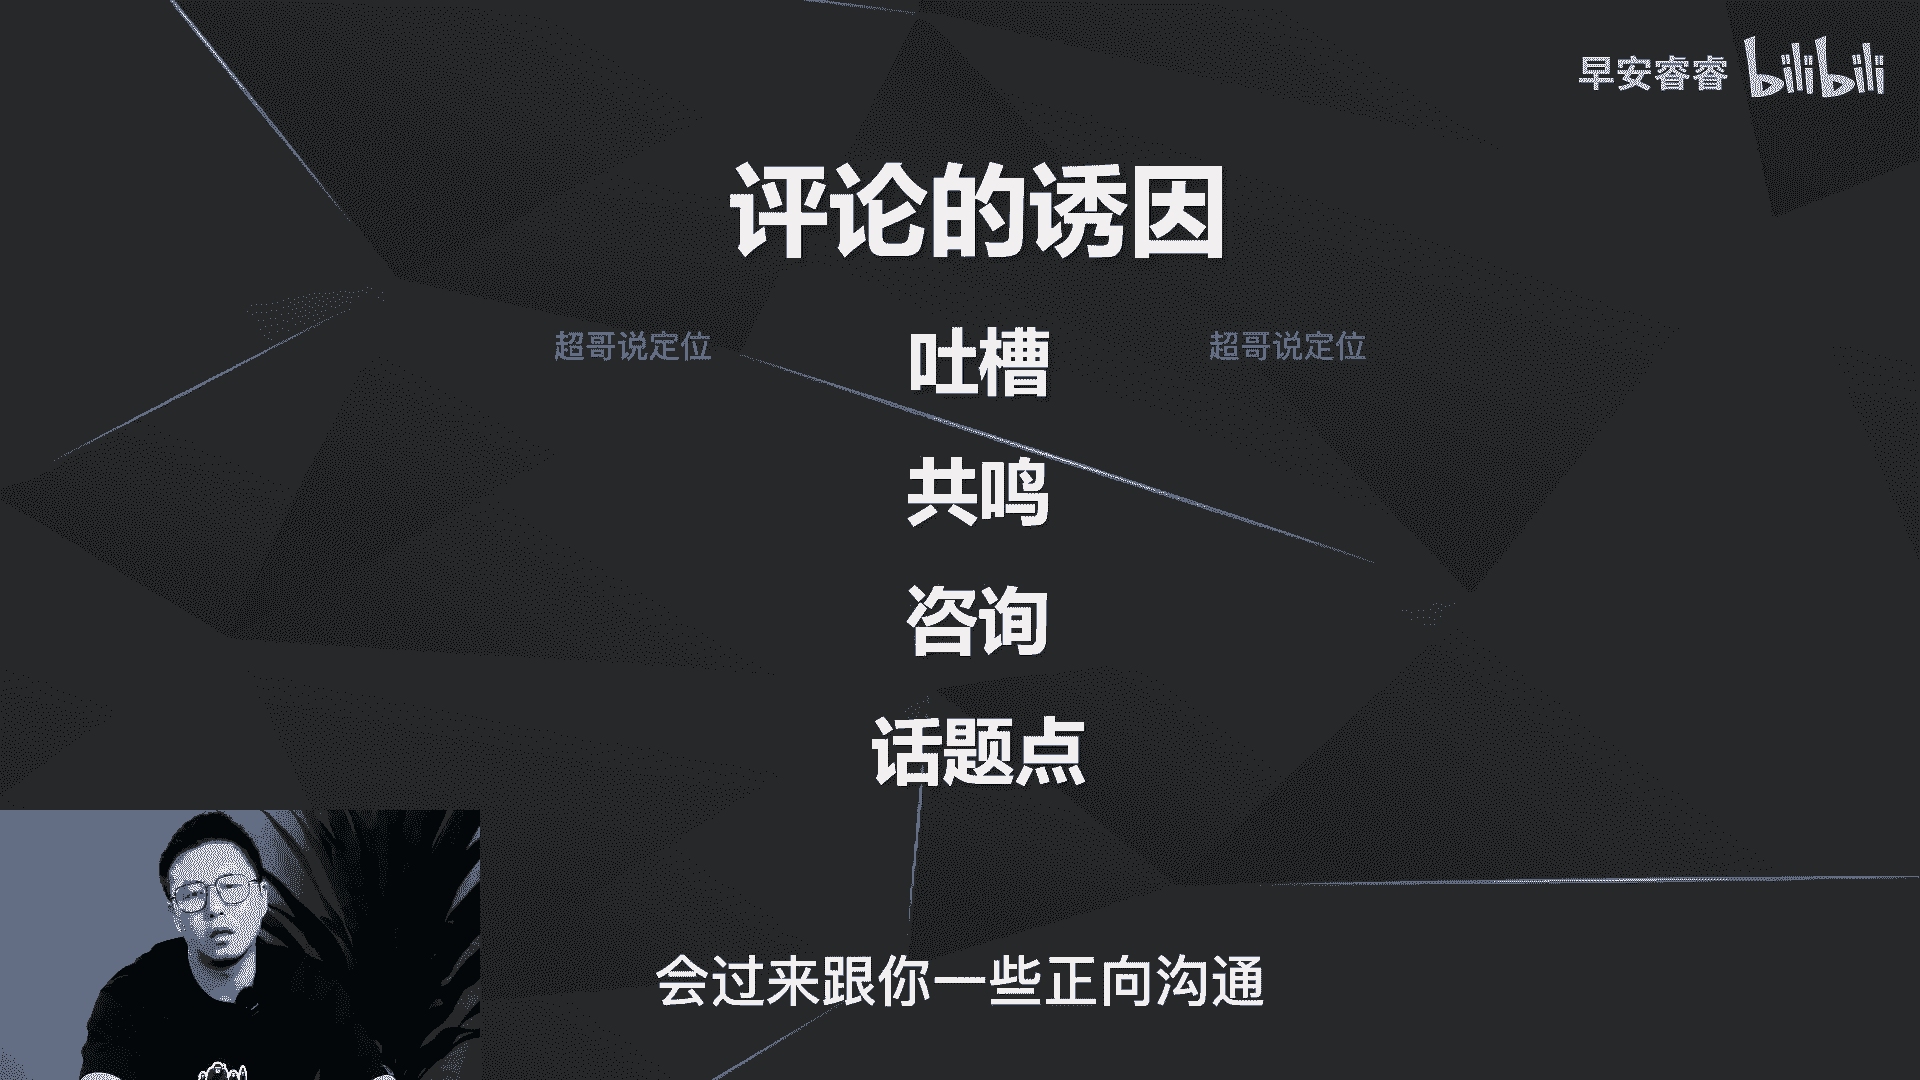 早安睿睿 bilibili
评论的诱因
超哥说定位 吐槽 超哥说定位
共鸣
咨询
话题点
会过来跟你一些正向沟通